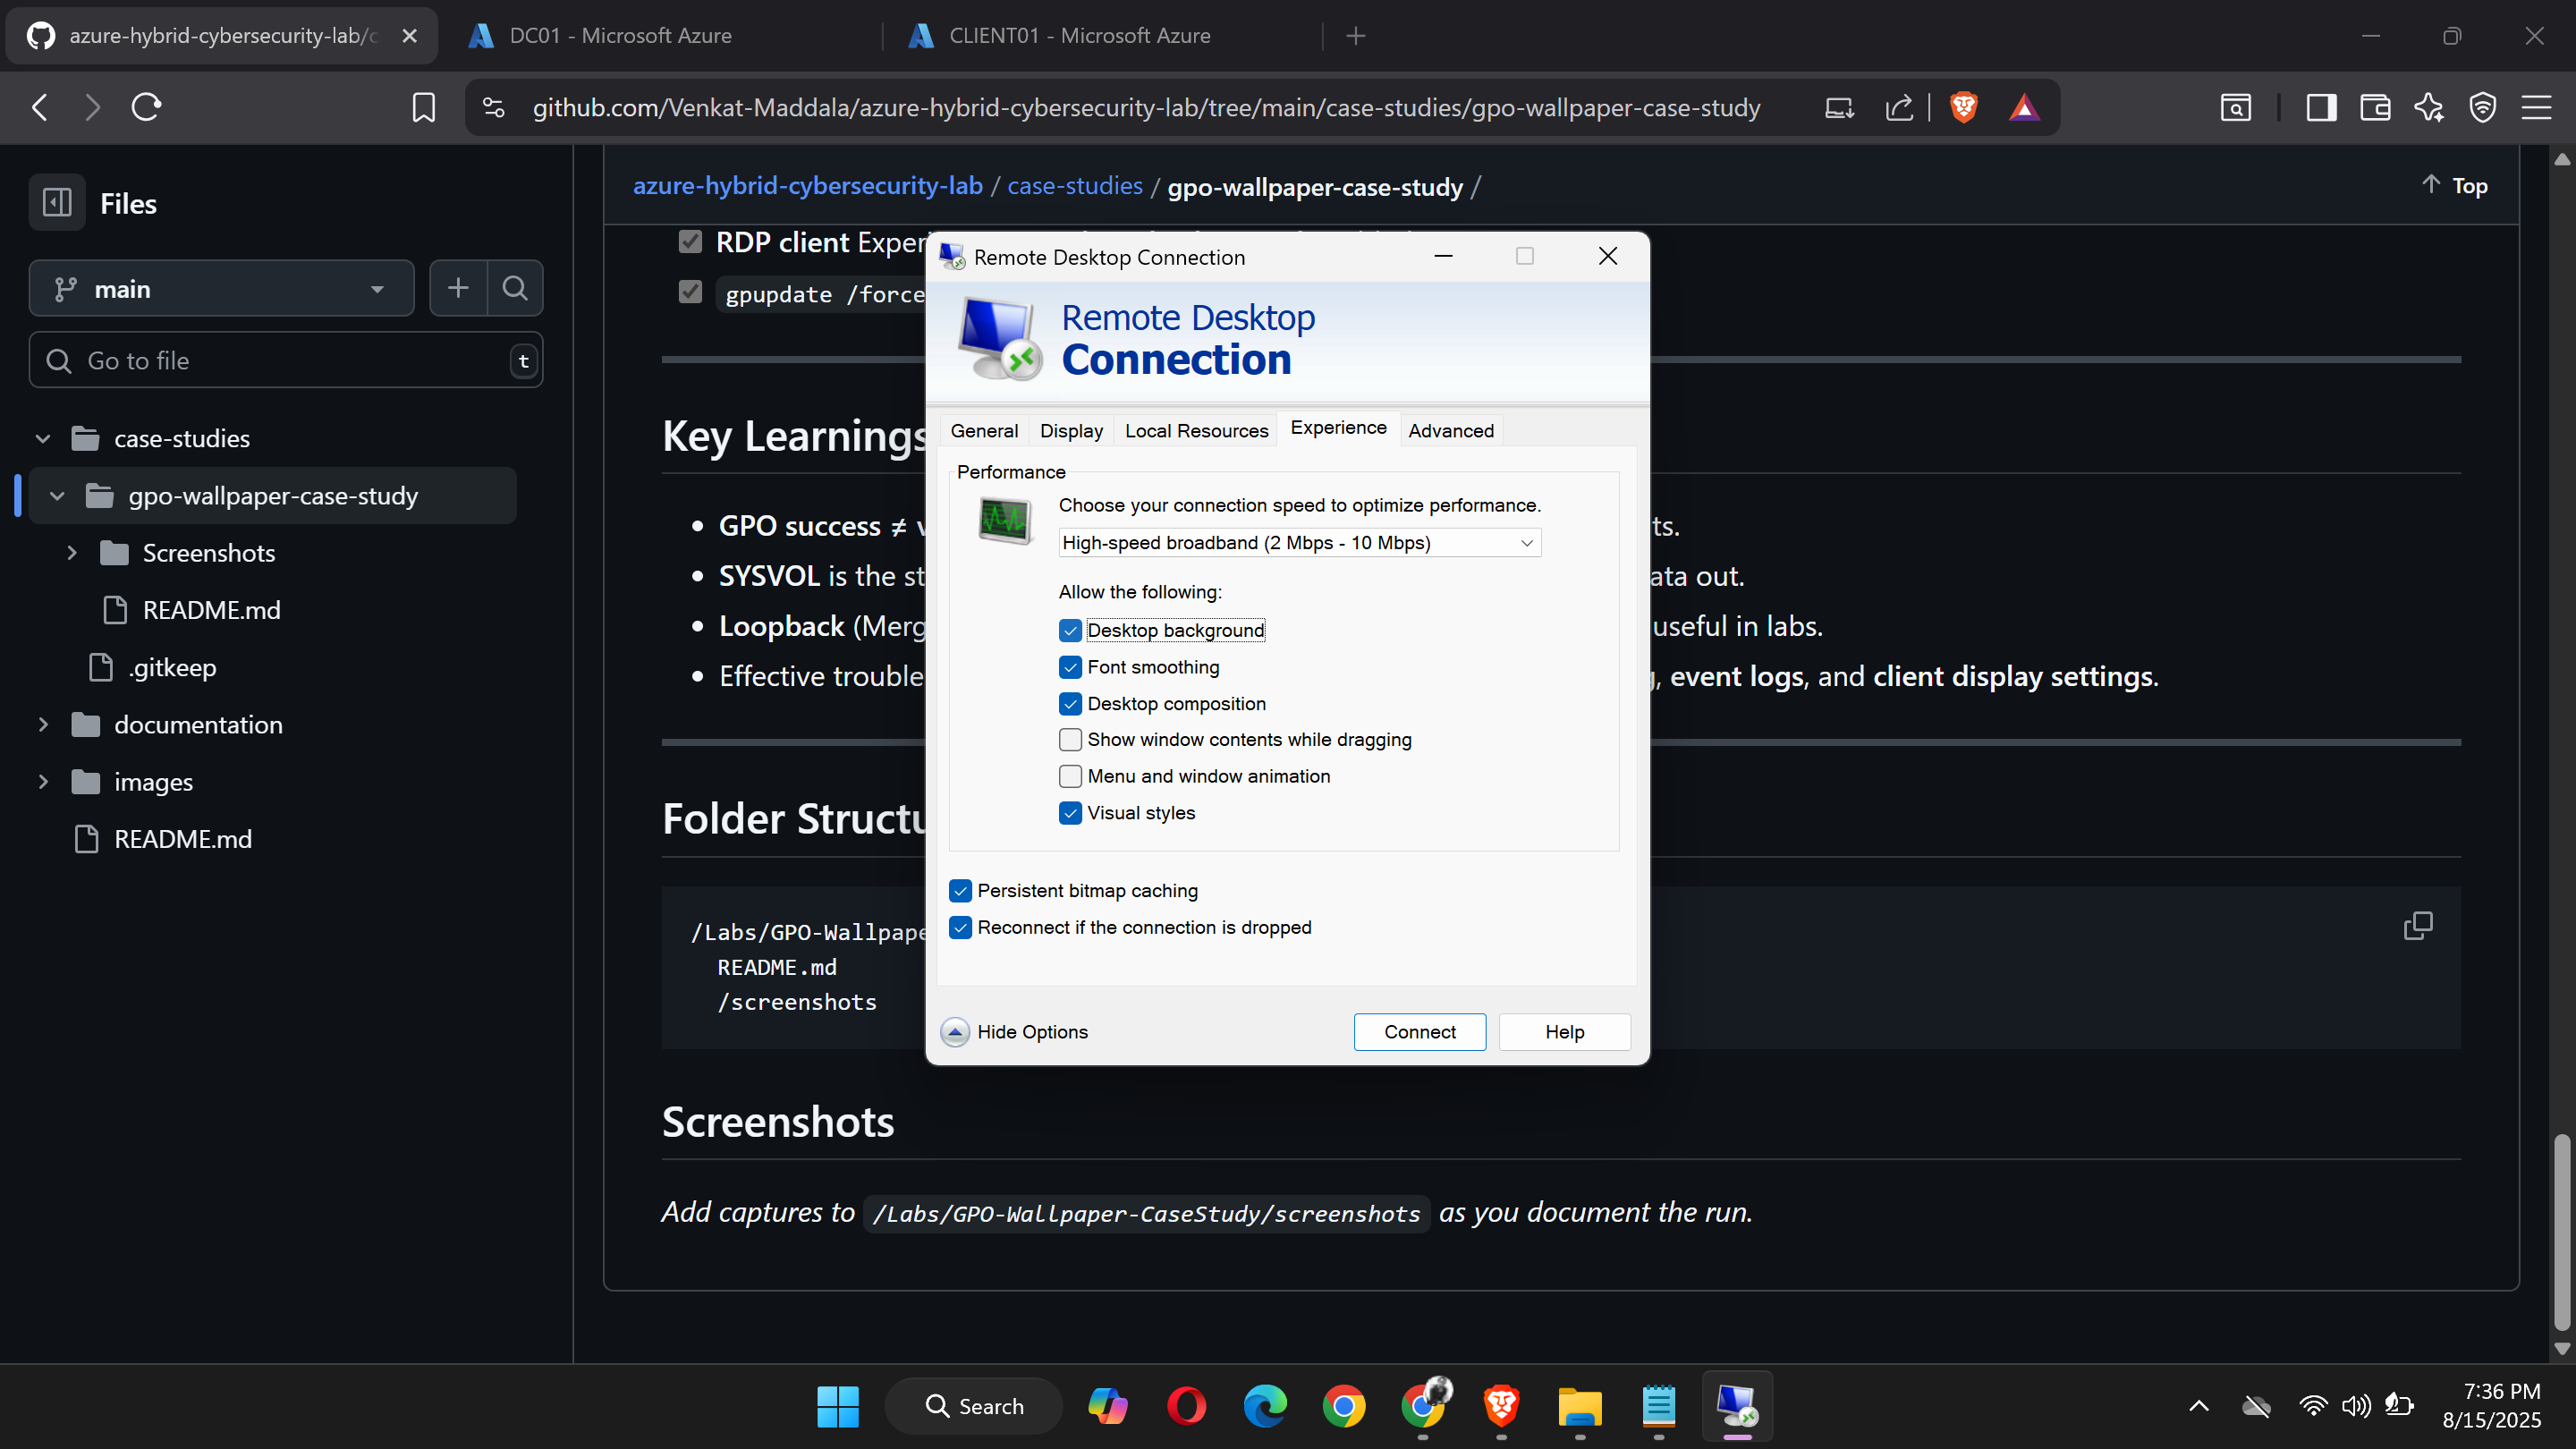 azure-hybrid-cybersecurity-lab/c
DC01 - Microsoft Azure
CLIENT01 - Microsoft Azure
github.com/Venkat-Maddala/azure-hybrid-cybersecurity-lab/tree/main/case-studies/gpo-wallpaper-case-study
Files
main
Go to file
t
case-studies
gpo-wallpaper-case-study
Screenshots
README.md
.gitkeep
documentation
images
README.md
azure-hybrid-cybersecurity-lab / case-studies / gpo-wallpaper-case-study /
Top
RDP client Experi
gpupdate /force
Key Learnings
GPO success ≠ v
ts.
SYSVOL is the st
ata out.
Loopback (Merg
useful in labs.
Effective trouble
, event logs, and client display settings.
Folder Structu
/Labs/GPO-Wallpape
README.md
/screenshots
Screenshots
Add captures to /Labs/GPO-Wallpaper-CaseStudy/screenshots as you document the run.
Remote Desktop Connection
Remote Desktop
Connection
General
Display
Local Resources
Experience
Advanced
Performance
Choose your connection speed to optimize performance.
High-speed broadband (2 Mbps - 10 Mbps)
Allow the following:
Desktop background
Font smoothing
Desktop composition
Show window contents while dragging
Menu and window animation
Visual styles
Persistent bitmap caching
Reconnect if the connection is dropped
Hide Options
Connect
Help
Search
7:36 PM
8/15/2025